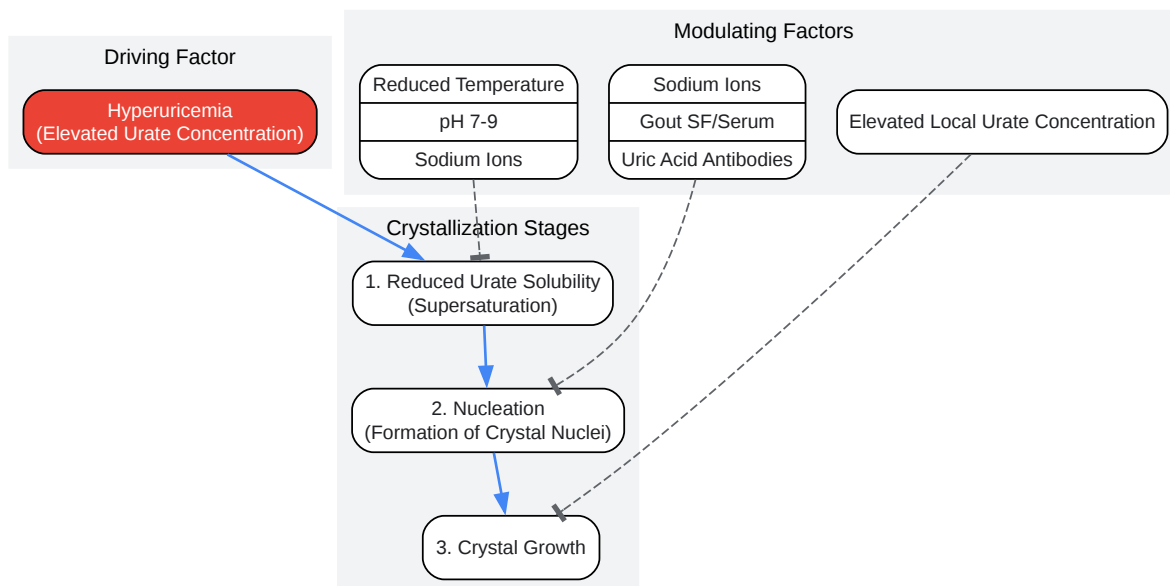 Driving Factor
Hyperuricemia
(Elevated Urate Concentration)
Modulating Factors
Reduced Temperature
pH 7-9
Sodium Ions
Sodium Ions
Gout SF/Serum
Uric Acid Antibodies
Elevated Local Urate Concentration
Crystallization Stages
1. Reduced Urate Solubility
(Supersaturation)
2. Nucleation
(Formation of Crystal Nuclei)
3. Crystal Growth